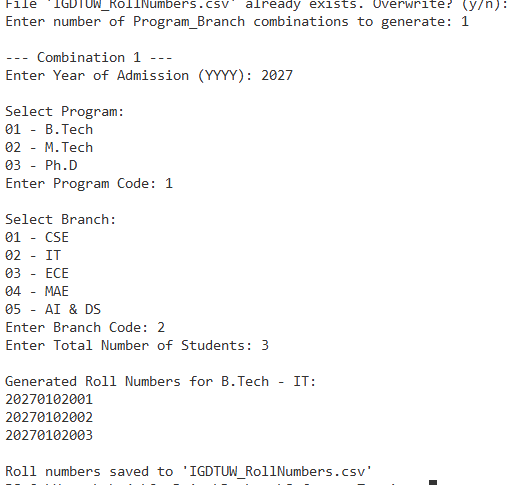 File 'IGDTUW_RollNumbers.csv' already exists. Overwrite? (y/n):
Enter number of Program_Branch combinations to generate: 1
--- Combination 1 ---
Enter Year of Admission (YYYY): 2027
Select Program:
01 - B.Tech
02 - M.Tech
03 - Ph.D
Enter Program Code: 1
Select Branch:
01 - CSE
02 - IT
03 - ECE
04 - MAE
05 - AI & DS
Enter Branch Code: 2
Enter Total Number of Students: 3
Generated Roll Numbers for B.Tech - IT:
20270102001
20270102002
20270102003
Roll numbers saved to 'IGDTUW_RollNumbers.csv'